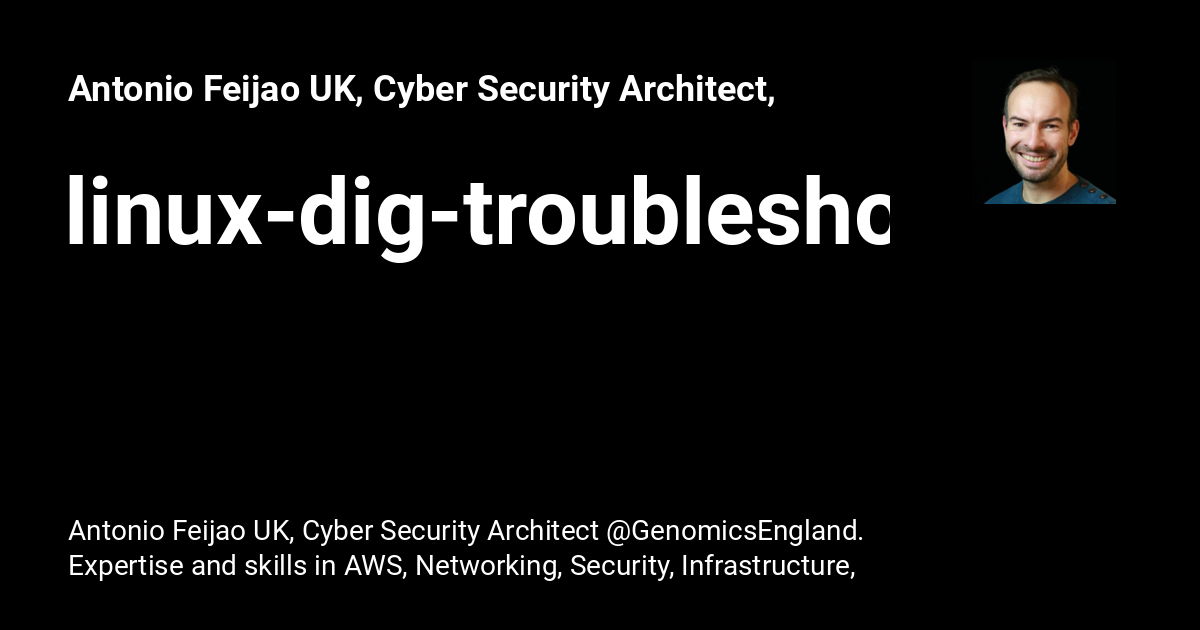 Antonio Feijao UK, Cyber Security Architect,
linux-dig-troublesho
Antonio Feijao UK, Cyber Security Architect @GenomicsEngland.
Expertise and skills in AWS, Networking, Security, Infrastructure,